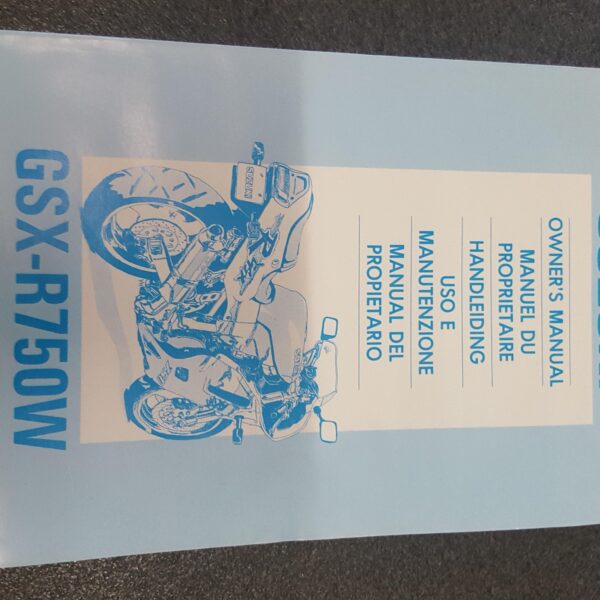 OWNER'S MANUAL
MANUEL DU
PROPRIETAIRE
HANDLEIDING
USO E
MANUTENZIONE
MANUAL DEL
PROPIETARIO
SUZUKI
GSX-R750W